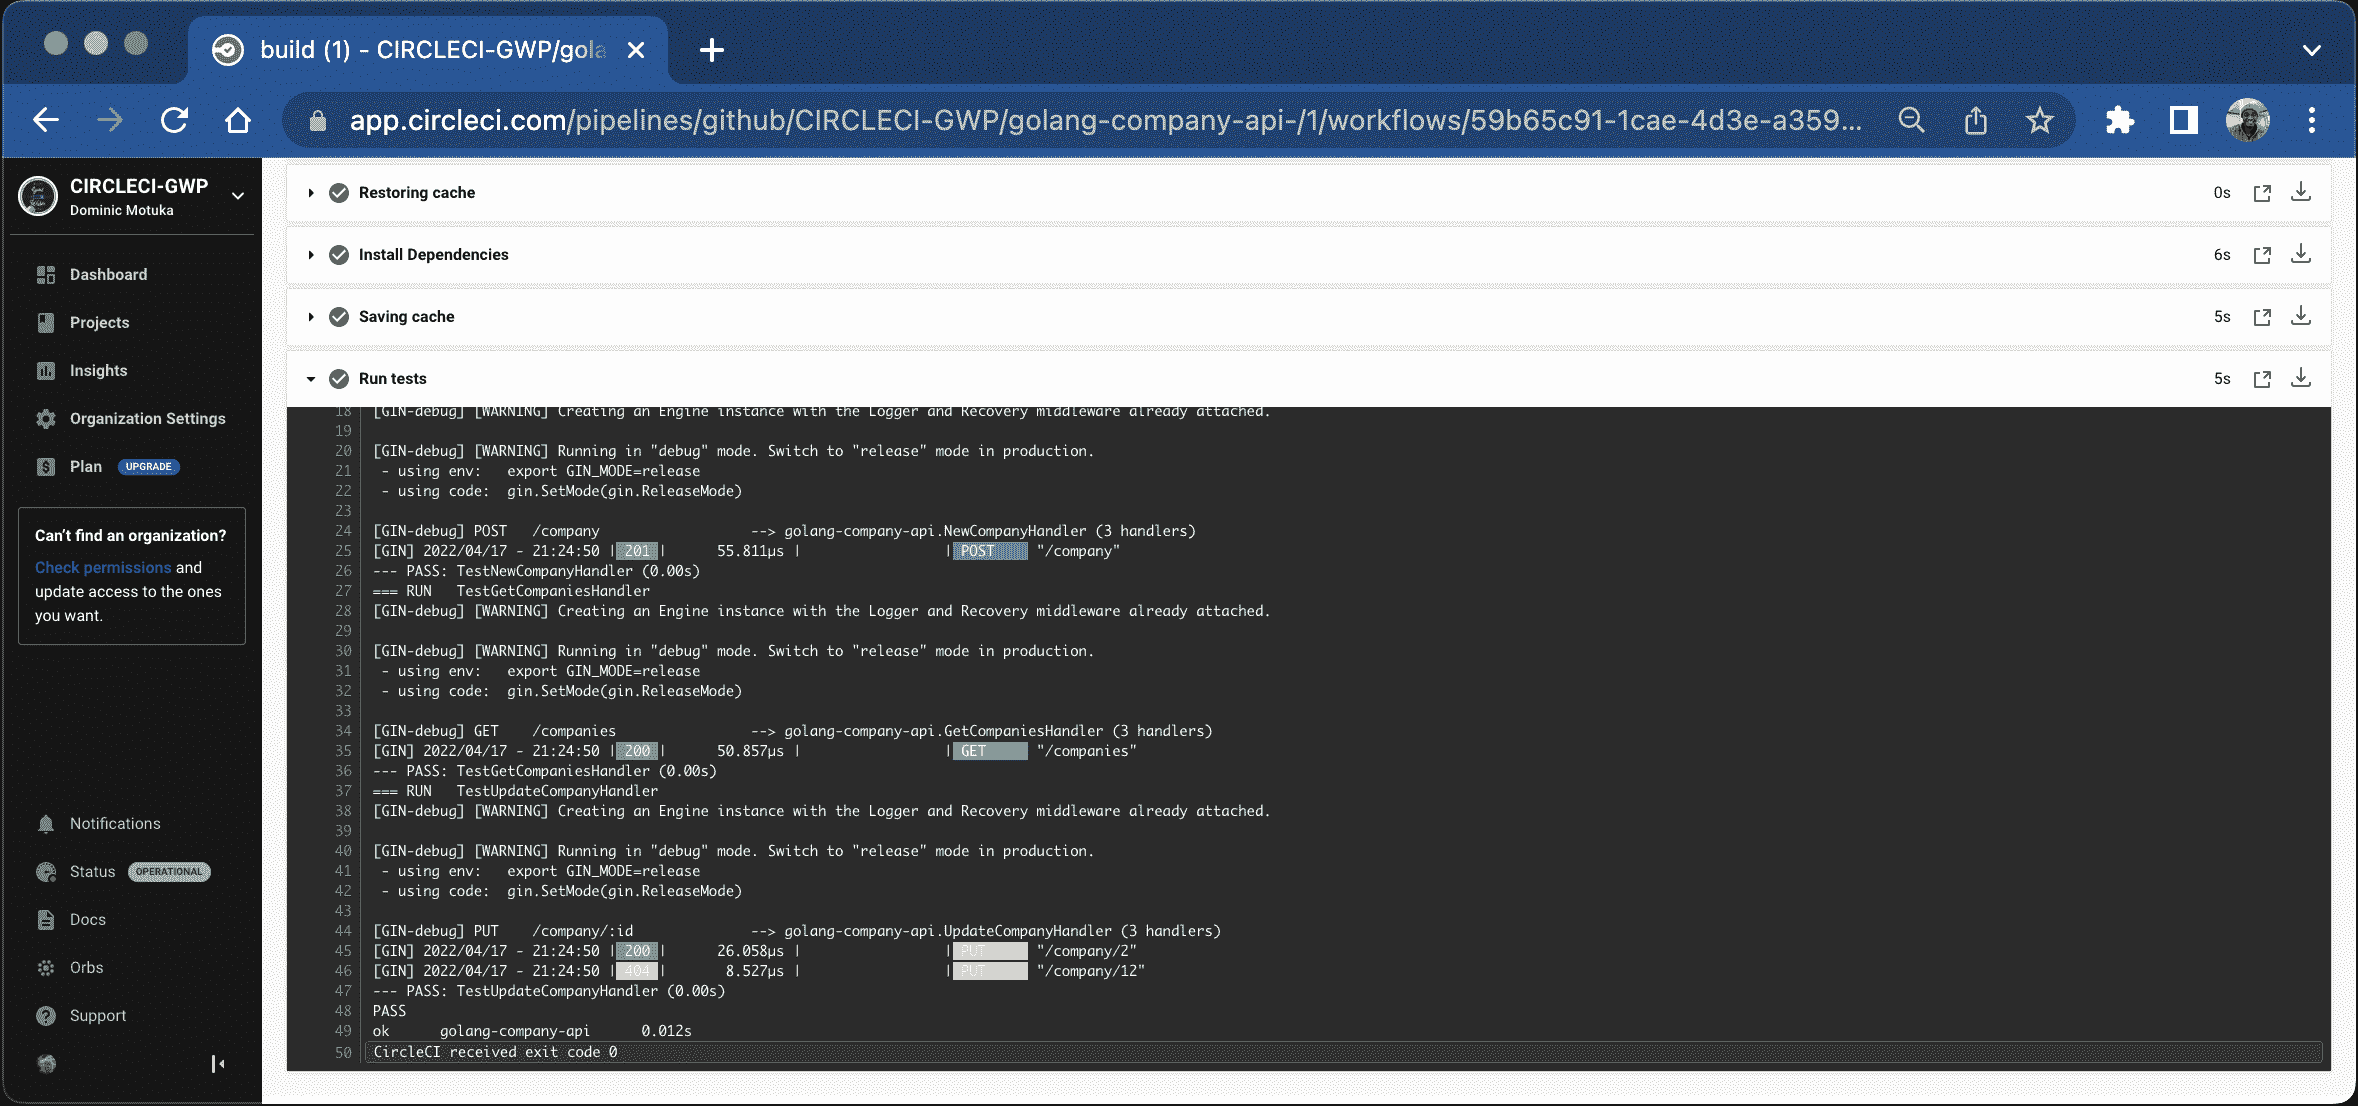 build (1) - CIRCLECI-GWP/gola
app.circleci.com/pipelines/github/CIRCLECI-GWP/golang-company-api-/1/workflows/59b65c91-1cae-4d3e-a359...
CIRCLECI-GWP
Dominic Motuka
Dashboard
Projects
Insights
Organization Settings
Plan UPGRADE
Can't find an organization?
Check permissions and
update access to the ones
you want.
Notifications
Status OPERATIONAL
Docs
Orbs
Support
Restoring cache 0s
Install Dependencies 6s
Saving cache 5s
Run tests 5s
18 [GIN-debug] [WARNING] Creating an Engine instance with the Logger and Recovery middleware already attached.
19
20 [GIN-debug] [WARNING] Running in "debug" mode. Switch to "release" mode in production.
21 - using env: export GIN_MODE=release
22 - using code: gin.SetMode(gin.ReleaseMode)
23
24 [GIN-debug] POST /company --> golang-company-api.NewCompanyHandler (3 handlers)
25 [GIN] 2022/04/17 - 21:24:50 | 201 | 55.811µs | | POST "/company"
26 --- PASS: TestNewCompanyHandler (0.00s)
27 === RUN TestGetCompaniesHandler
28 [GIN-debug] [WARNING] Creating an Engine instance with the Logger and Recovery middleware already attached.
29
30 [GIN-debug] [WARNING] Running in "debug" mode. Switch to "release" mode in production.
31 - using env: export GIN_MODE=release
32 - using code: gin.SetMode(gin.ReleaseMode)
33
34 [GIN-debug] GET /companies --> golang-company-api.GetCompaniesHandler (3 handlers)
35 [GIN] 2022/04/17 - 21:24:50 | 200 | 50.857µs | | GET "/companies"
36 --- PASS: TestGetCompaniesHandler (0.00s)
37 === RUN TestUpdateCompanyHandler
38 [GIN-debug] [WARNING] Creating an Engine instance with the Logger and Recovery middleware already attached.
39
40 [GIN-debug] [WARNING] Running in "debug" mode. Switch to "release" mode in production.
41 - using env: export GIN_MODE=release
42 - using code: gin.SetMode(gin.ReleaseMode)
43
44 [GIN-debug] PUT /company/:id --> golang-company-api.UpdateCompanyHandler (3 handlers)
45 [GIN] 2022/04/17 - 21:24:50 | 200 | 26.058µs | | PUT "/company/2"
46 [GIN] 2022/04/17 - 21:24:50 | 404 | 8.527µs | | PUT "/company/12"
47 --- PASS: TestUpdateCompanyHandler (0.00s)
48 PASS
49 ok golang-company-api 0.012s
50 CircleCI received exit code 0